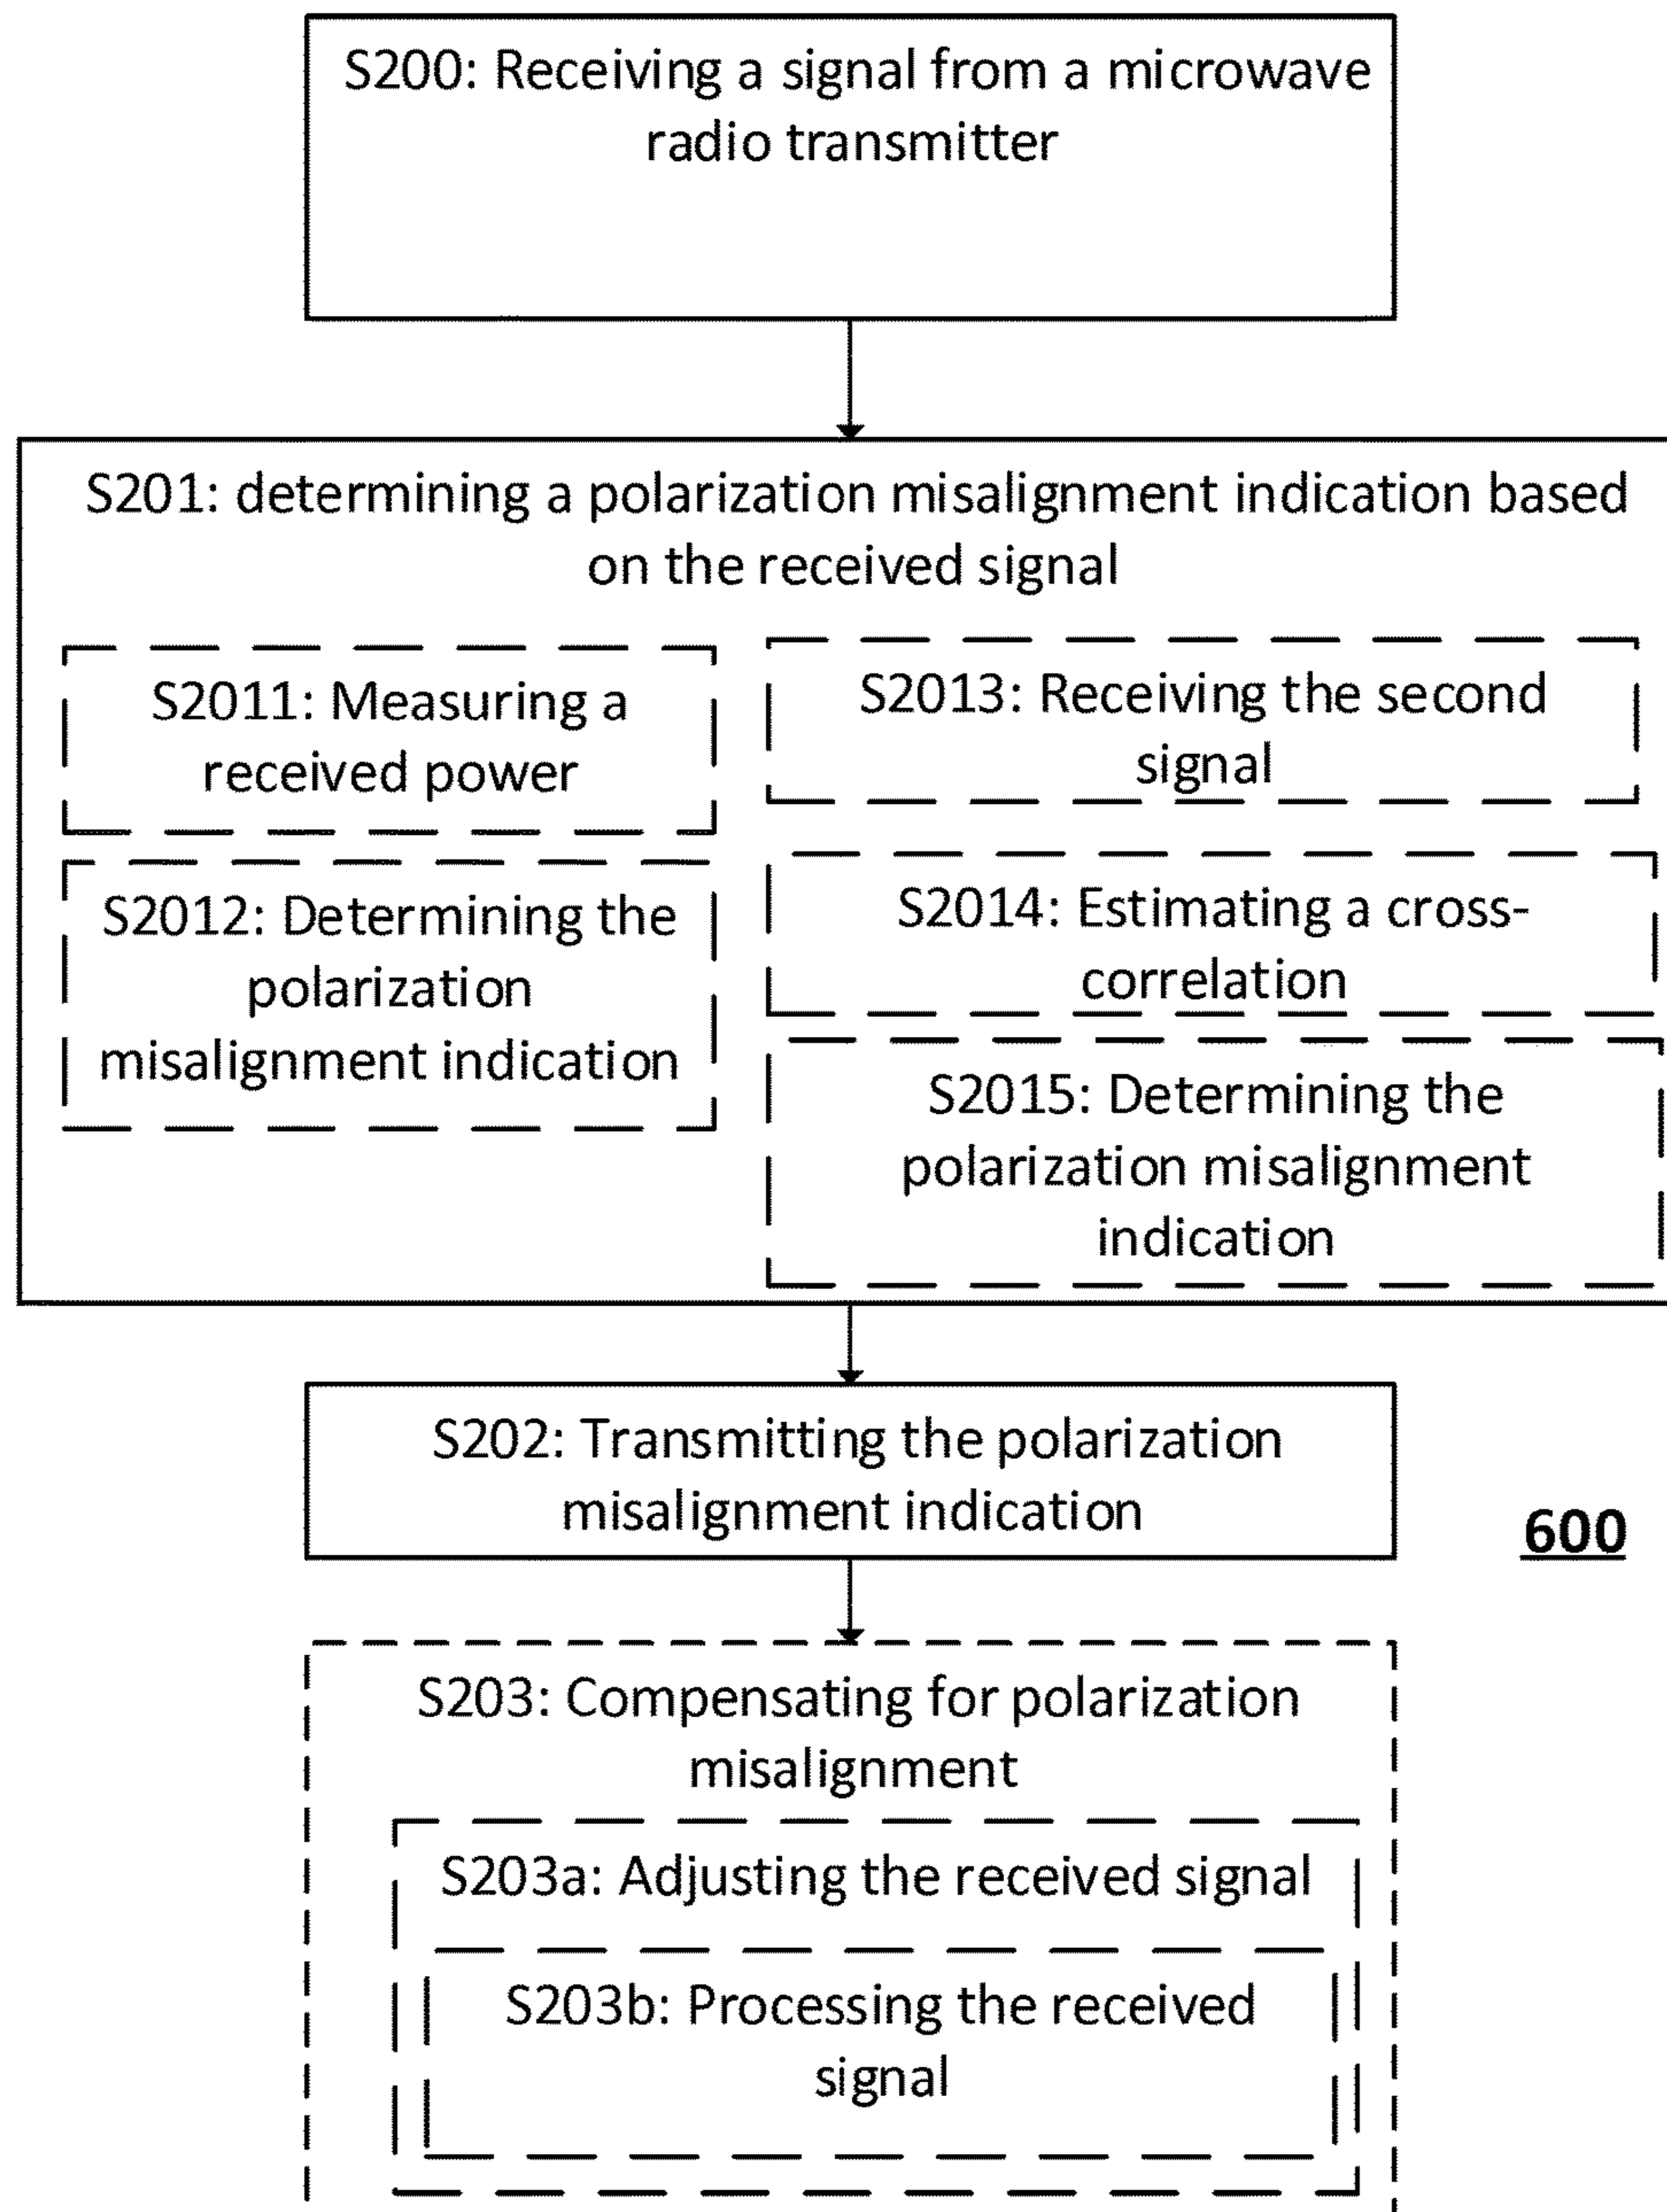 S200: Receiving a signal from a microwave
radio transmitter
S201: determining a polarization misalignment indication based
on the received signal
S2011: Measuring a
received power
S2012: Determining the
polarization
misalignment indication
S2013: Receiving the second
signal
S2014: Estimating a cross-
correlation
S2015: Determining the
polarization misalignment
indication
S202: Transmitting the polarization
misalignment indication
600
S203: Compensating for polarization
misalignment
S203a: Adjusting the received signal
S203b: Processing the received
signal